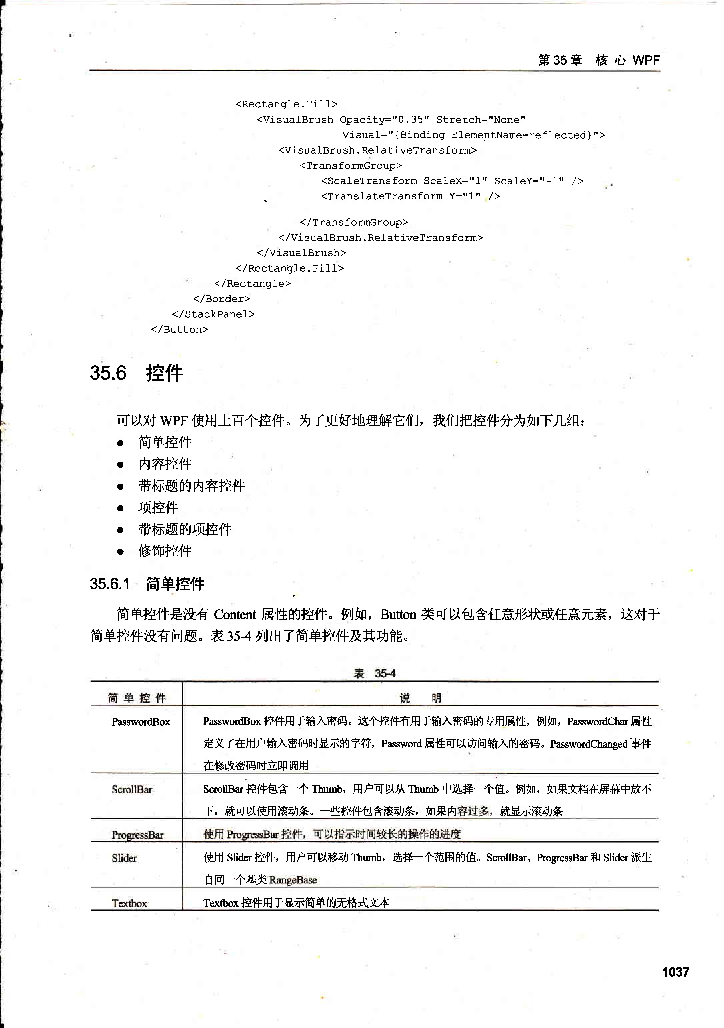 第35章 核 心 WPF
<Rectangle.Fill>
<VisualBrush Opacity="0.35" Stretch="None"
Visual="{Binding ElementName=reflected}">
<VisualBrush.RelativeTransform>
<TransformGroup>
<ScaleTransform ScaleX="1" ScaleY="-1" />
<TranslateTransform Y="1" />
</TransformGroup>
</VisualBrush.RelativeTransform>
</VisualBrush>
</Rectangle.Fill>
</Rectangle>
</Border>
</StackPanel>
</Button>
35.6 控件
可以对 WPF 使用上百个控件。为了更好地理解它们，我们把控件分为如下几组：
● 简单控件
● 内容控件
● 带标题的内容控件
● 项控件
● 带标题的项控件
● 修饰控件
35.6.1 简单控件
简单控件是没有 Content 属性的控件。例如，Button 类可以包含任意形状或任意元素，这对于
简单控件没有问题。表 35-4 列出了简单控件及其功能。
表 35-4
简 单 控 件 说 明
PasswordBox PasswordBox 控件用于输入密码。这个控件有用于输入密码的专用属性，例如，PasswordChar 属性
定义了在用户输入密码时显示的字符，Password 属性可以访问输入的密码。PasswordChanged 事件
在修改密码时立即调用
ScrollBar ScrollBar 控件包含一个 Thumb，用户可以从 Thumb 中选择一个值。例如，如果文档在屏幕中放不
下，就可以使用滚动条。一些控件包含滚动条，如果内容过多，就显示滚动条
ProgressBar 使用 ProgressBar 控件，可以指示时间较长的操作的进度
Slider 使用 Slider 控件，用户可以移动 Thumb，选择一个范围的值。ScrollBar、ProgressBar 和 Slider 派生
自同一个基类 RangeBase
Textbox Textbox 控件用于显示简单的无格式文本
1037